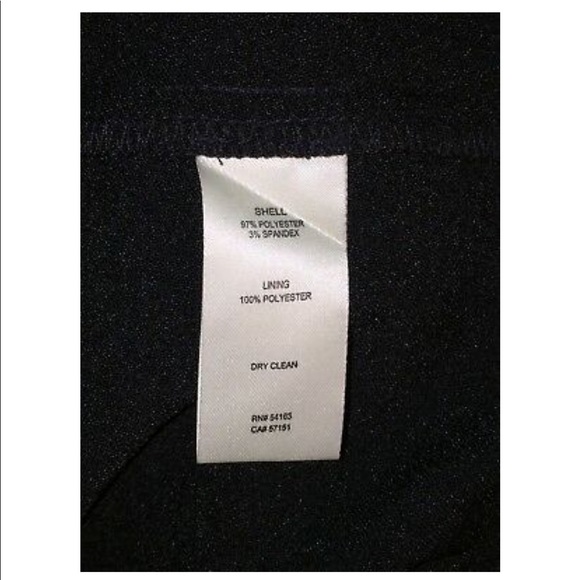 SHELL
97% POLYESTER
3% SPANDEX
LINING
100% POLYESTER
DRY CLEAN
RN# 54163
CA# 57151